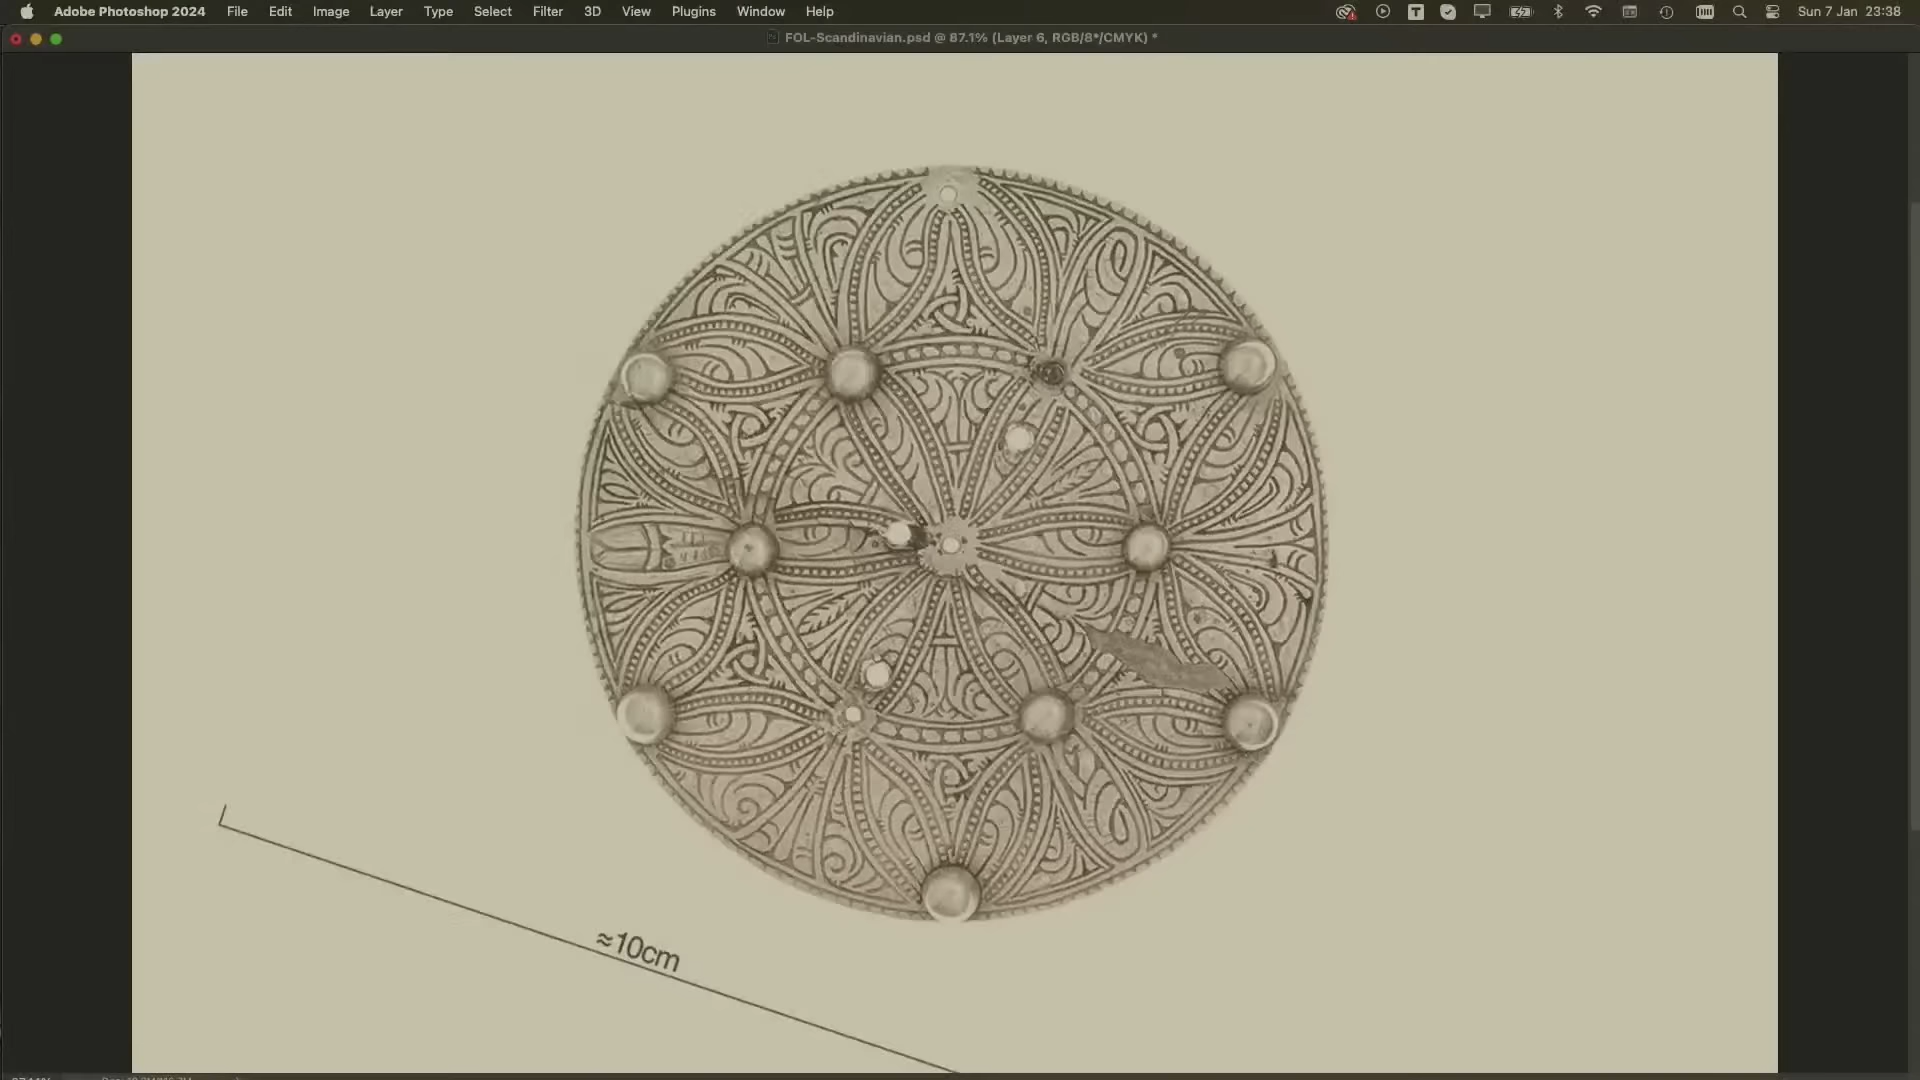 Adobe Photoshop 2024 File Edit Image Layer Type Select Filter 3D View Plugins Window Help Sun 7 Jan 23:38
FOL-Scandinavian.psd @ 87.1% (Layer 6, RGB/8*/CMYK) *
≈10cm